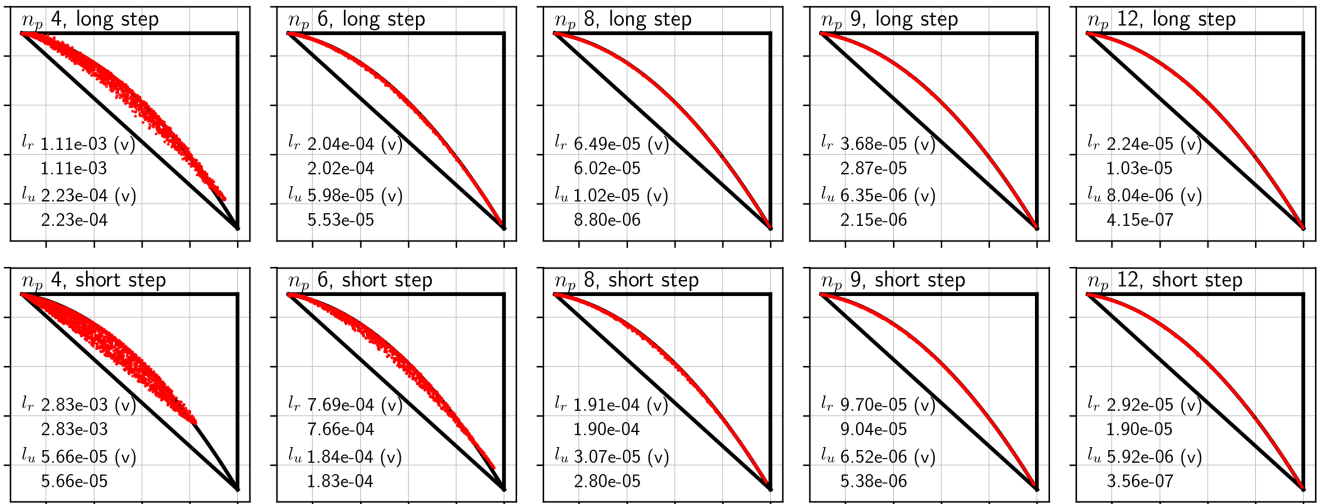 n_p 4, long step
l_r 1.11e-03 (v)
1.11e-03
l_u 2.23e-04 (v)
2.23e-04
n_p 6, long step
l_r 2.04e-04 (v)
2.02e-04
l_u 5.98e-05 (v)
5.53e-05
n_p 8, long step
l_r 6.49e-05 (v)
6.02e-05
l_u 1.02e-05 (v)
8.80e-06
n_p 9, long step
l_r 3.68e-05 (v)
2.87e-05
l_u 6.35e-06 (v)
2.15e-06
n_p 12, long step
l_r 2.24e-05 (v)
1.03e-05
l_u 8.04e-06 (v)
4.15e-07
n_p 4, short step
l_r 2.83e-03 (v)
2.83e-03
l_u 5.66e-05 (v)
5.66e-05
n_p 6, short step
l_r 7.69e-04 (v)
7.66e-04
l_u 1.84e-04 (v)
1.83e-04
n_p 8, short step
l_r 1.91e-04 (v)
1.90e-04
l_u 3.07e-05 (v)
2.80e-05
n_p 9, short step
l_r 9.70e-05 (v)
9.04e-05
l_u 6.52e-06 (v)
5.38e-06
n_p 12, short step
l_r 2.92e-05 (v)
1.90e-05
l_u 5.92e-06 (v)
3.56e-07